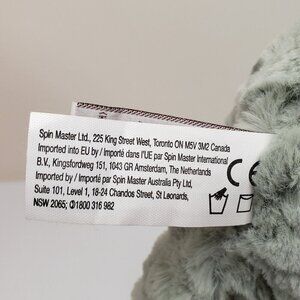 Spin Master Ltd., 225 King Street West, Toronto ON M5V 3M2 Canada
Imported into EU by / Importé dans l'UE par Spin Master International
B.V., Kingsfordweg 151, 1043 GR Amsterdam, The Netherlands
Imported by / Importé par Spin Master Australia Pty Ltd,
Suite 101, Level 1, 18-24 Chandos Street, St Leonards,
NSW 2065; ✆1800 316 982
CE